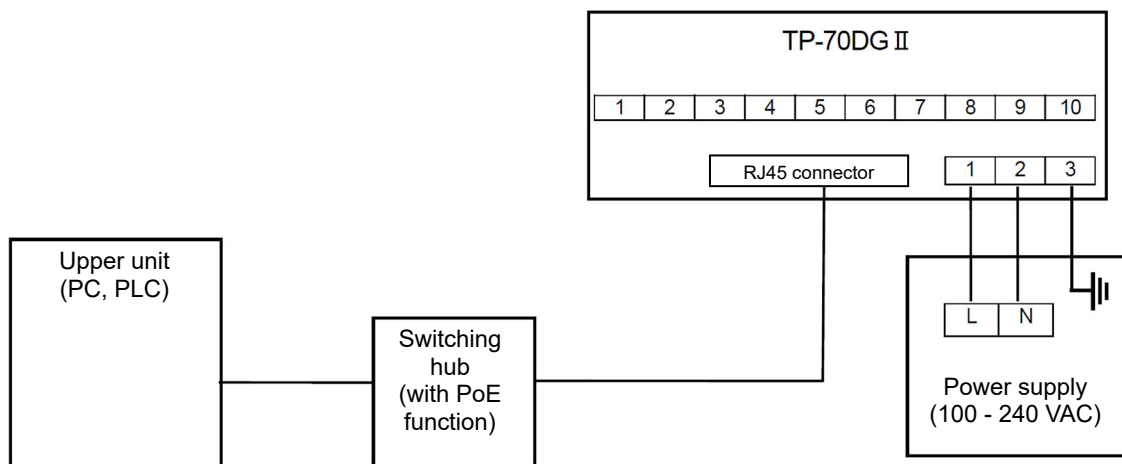 TP-70DG Ⅱ
1 2 3 4 5 6 7 8 9 10
RJ45 connector
1 2 3
Upper unit
(PC, PLC)
Switching
hub
(with PoE
function)
L N
Power supply
(100 - 240 VAC)